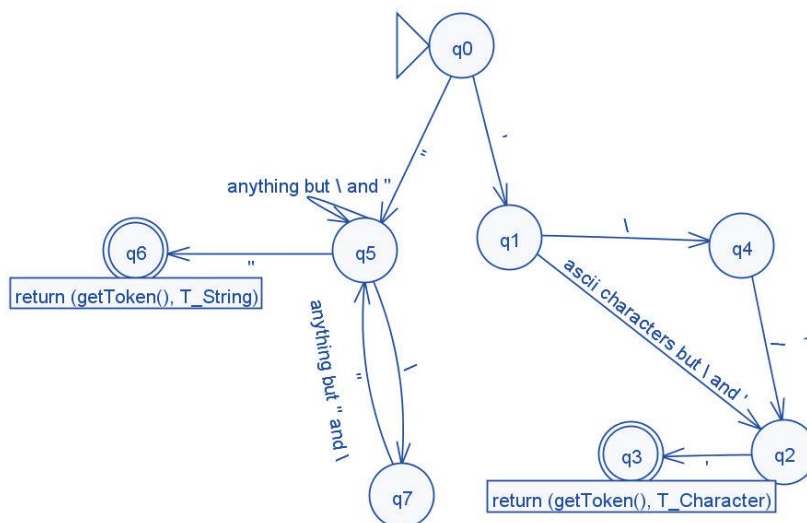 q0
"
'
anything but \ and "
q6
"
q5
q1
\
q4
return (getToken(), T_String)
ascii characters but \ and '
anything but " and \
"
\
\
'
q3
'
q2
return (getToken(), T_Character)
q7